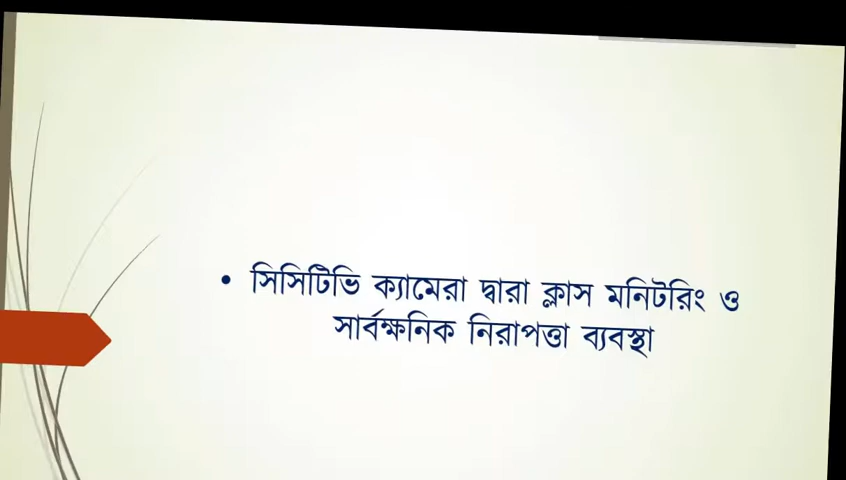 • সিসিটিভি ক্যামেরা দ্বারা ক্লাস মনিটরিং ও
সার্বক্ষনিক নিরাপত্তা ব্যবস্থা